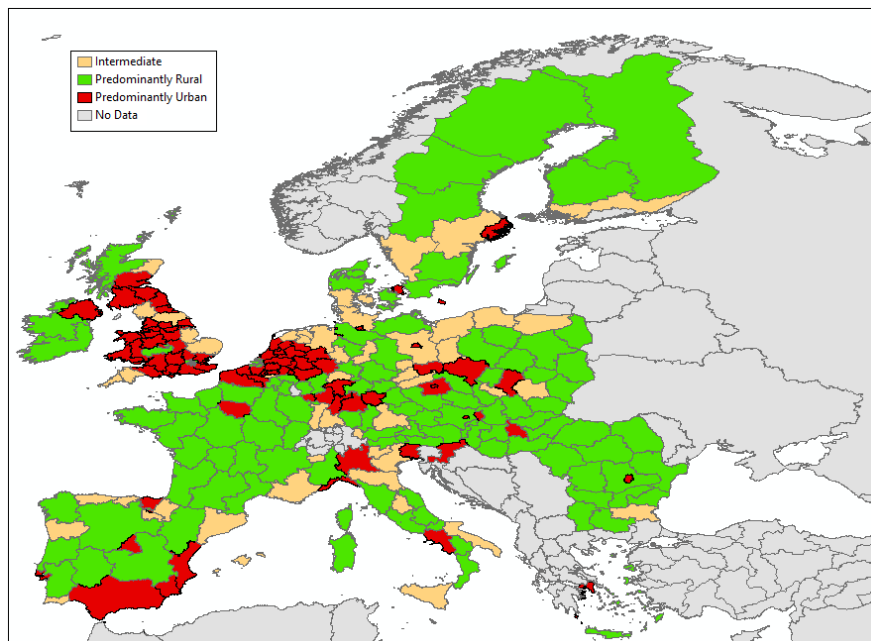 Intermediate
Predominantly Rural
Predominantly Urban
No Data